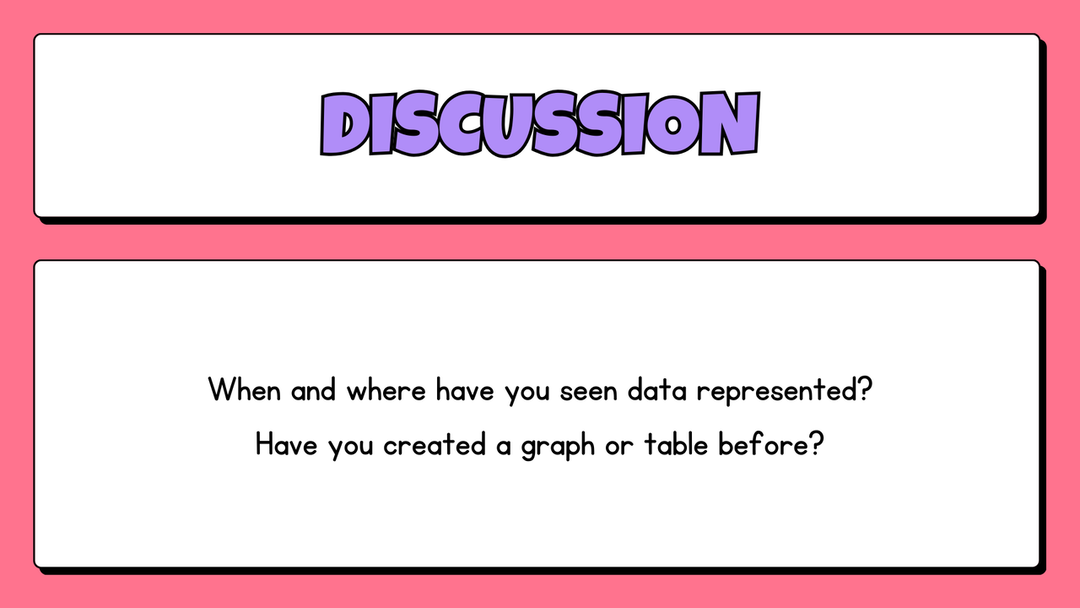 DISCUSSION
When and where have you seen data represented?
Have you created a graph or table before?